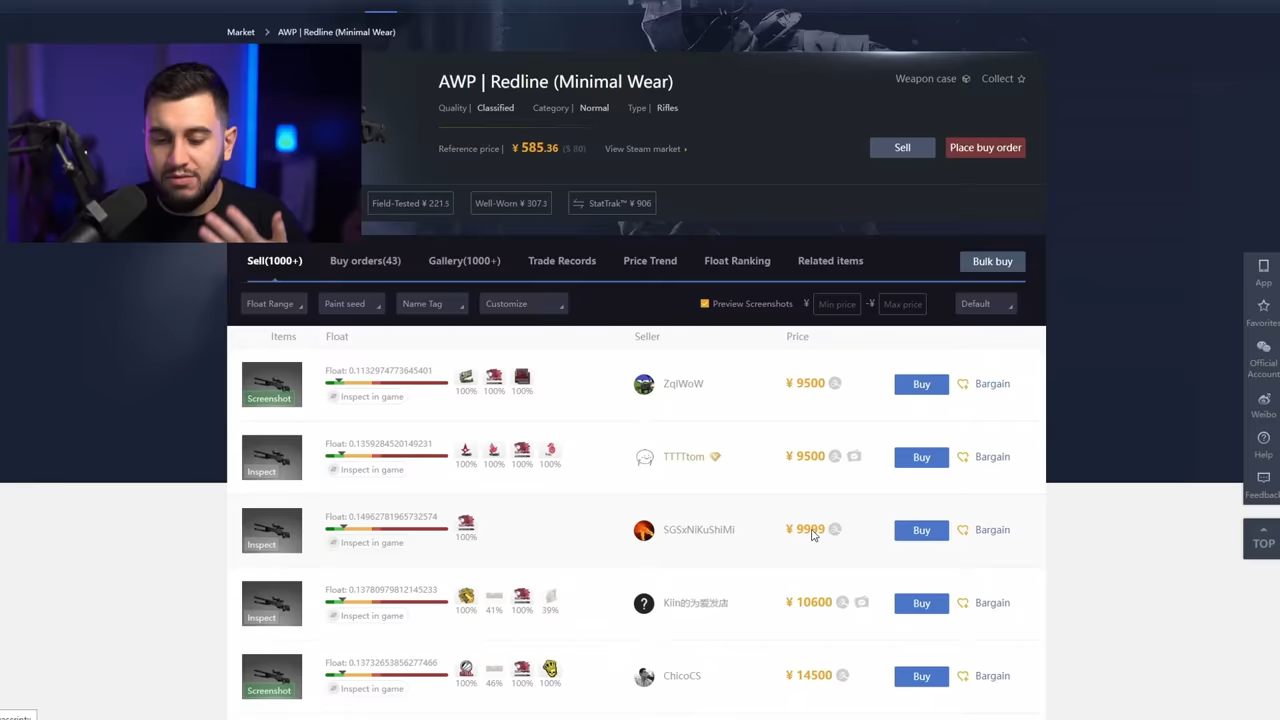 Market > AWP | Redline (Minimal Wear)
AWP | Redline (Minimal Wear)
Weapon case
Collect
Quality | Classified Category | Normal Type | Rifles
Reference price | ¥ 585.36 ($ 80) View Steam market
Sell
Place buy order
Field-Tested ¥ 221.5
Well-Worn ¥ 307.3
StatTrak™ ¥ 906
Sell(1000+) Buy orders(43) Gallery(1000+) Trade Records Price Trend Float Ranking Related items Bulk buy
Float Range Paint seed Name Tag Customize Preview Screenshots ¥ Min price -¥ Max price Default
Items Float Seller Price
Float: 0.1132974773645401
Screenshot Inspect in game 100% 100% 100% ZqlWoW ¥ 9500 Buy Bargain
Float: 0.1359284520149231
Inspect Inspect in game 100% 100% 100% 100% TTTTtom ¥ 9500 Buy Bargain
Float: 0.14962781965732574
Inspect Inspect in game 100% SGSxNiKuShiMi ¥ 9999 Buy Bargain
Float: 0.13780979812145233
Inspect Inspect in game 100% 41% 100% 39% Klin的为爱发店 ¥ 10600 Buy Bargain
Float: 0.13732653856277466
Screenshot Inspect in game 100% 46% 100% 100% ChicoCS ¥ 14500 Buy Bargain
App
Favorites
Official
Account
Weibo
Help
Feedback
TOP